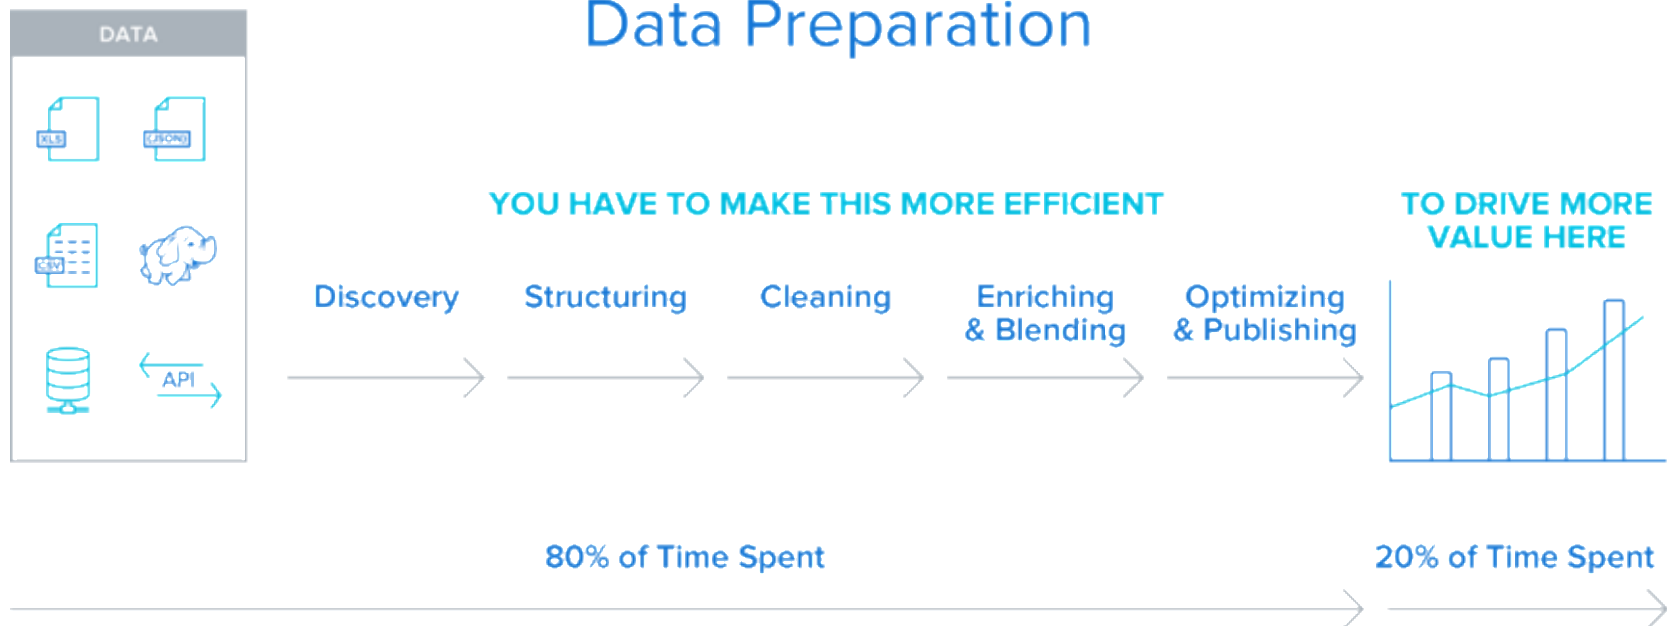 Data Preparation
DATA
XLS
{JSON}
CSV
API
YOU HAVE TO MAKE THIS MORE EFFICIENT
TO DRIVE MORE
VALUE HERE
Discovery
Structuring
Cleaning
Enriching
& Blending
Optimizing
& Publishing
80% of Time Spent
20% of Time Spent